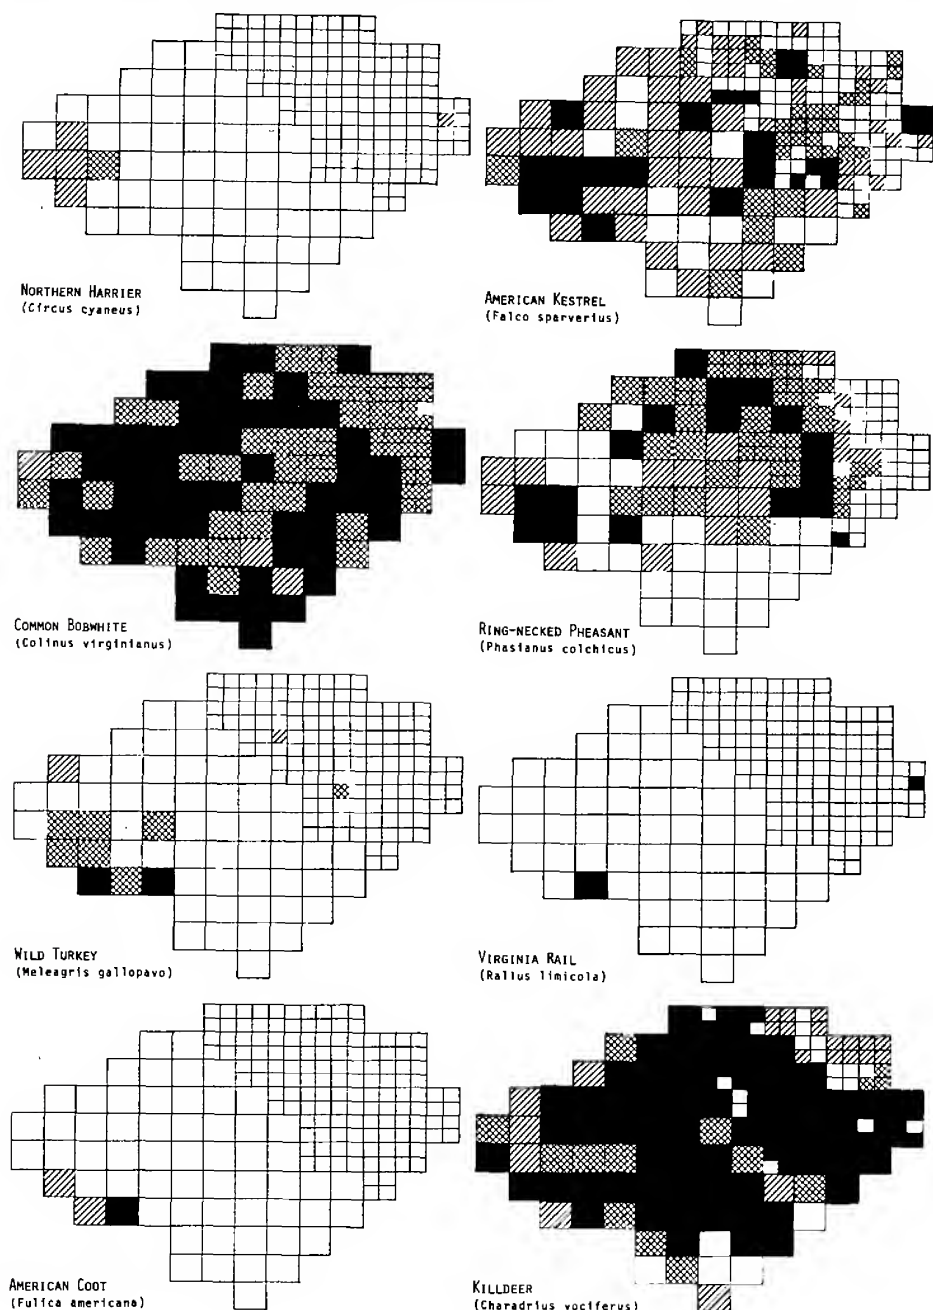 NORTHERN HARRIER
(Circus cyaneus)
AMERICAN KESTREL
(Falco sparverius)
COMMON BOBWHITE
(Colinus virginianus)
RING-NECKED PHEASANT
(Phasianus colchicus)
WILD TURKEY
(Meleagris gallopavo)
VIRGINIA RAIL
(Rallus limicola)
AMERICAN COOT
(Fulica americana)
KILLDEER
(Charadrius vociferus)